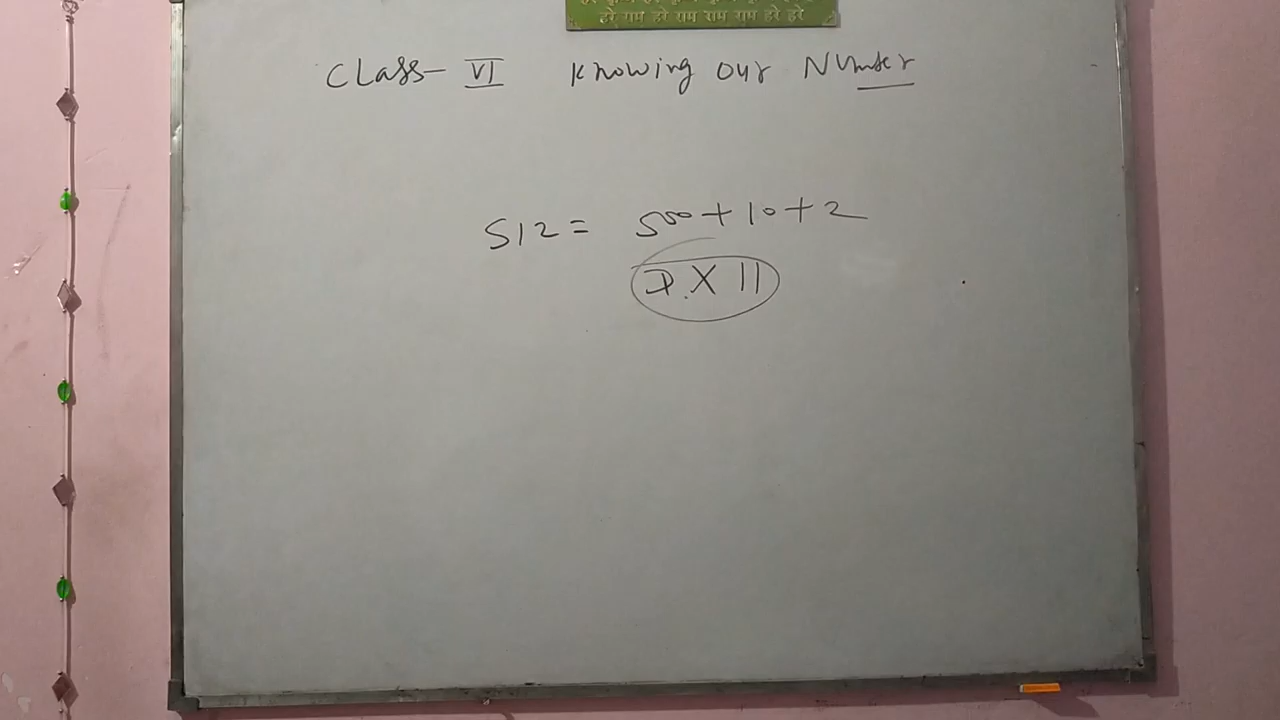 हरे राम हरे राम राम राम हरे हरे
Class- VI Knowing our Number
512 = 500 + 10 + 2
D.X II